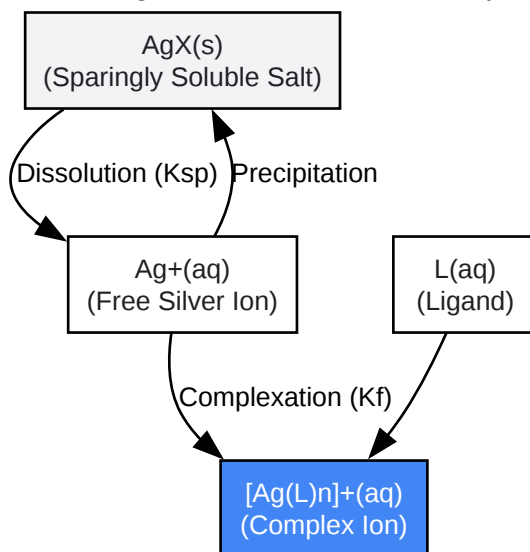 AgX(s)
(Sparingly Soluble Salt)
Dissolution (Ksp)
Precipitation
Ag+(aq)
(Free Silver Ion)
L(aq)
(Ligand)
Complexation (Kf)
[Ag(L)n]+(aq)
(Complex Ion)